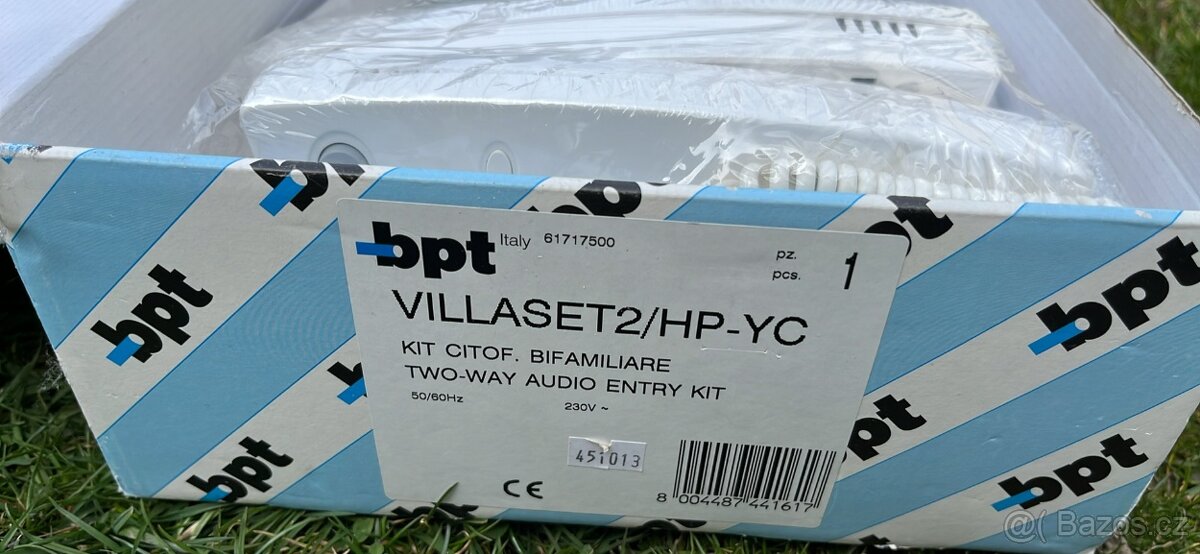 bpt Italy 61717500
pz.
pcs. 1
VILLASET2/HP-YC
KIT CITOF. BIFAMILIARE
TWO-WAY AUDIO ENTRY KIT
50/60Hz 230V ~
451013
CE
8 004487 441617
bpt
bpt
bpt
bpt
bpt
bpt
bpt
@( Bazos.cz